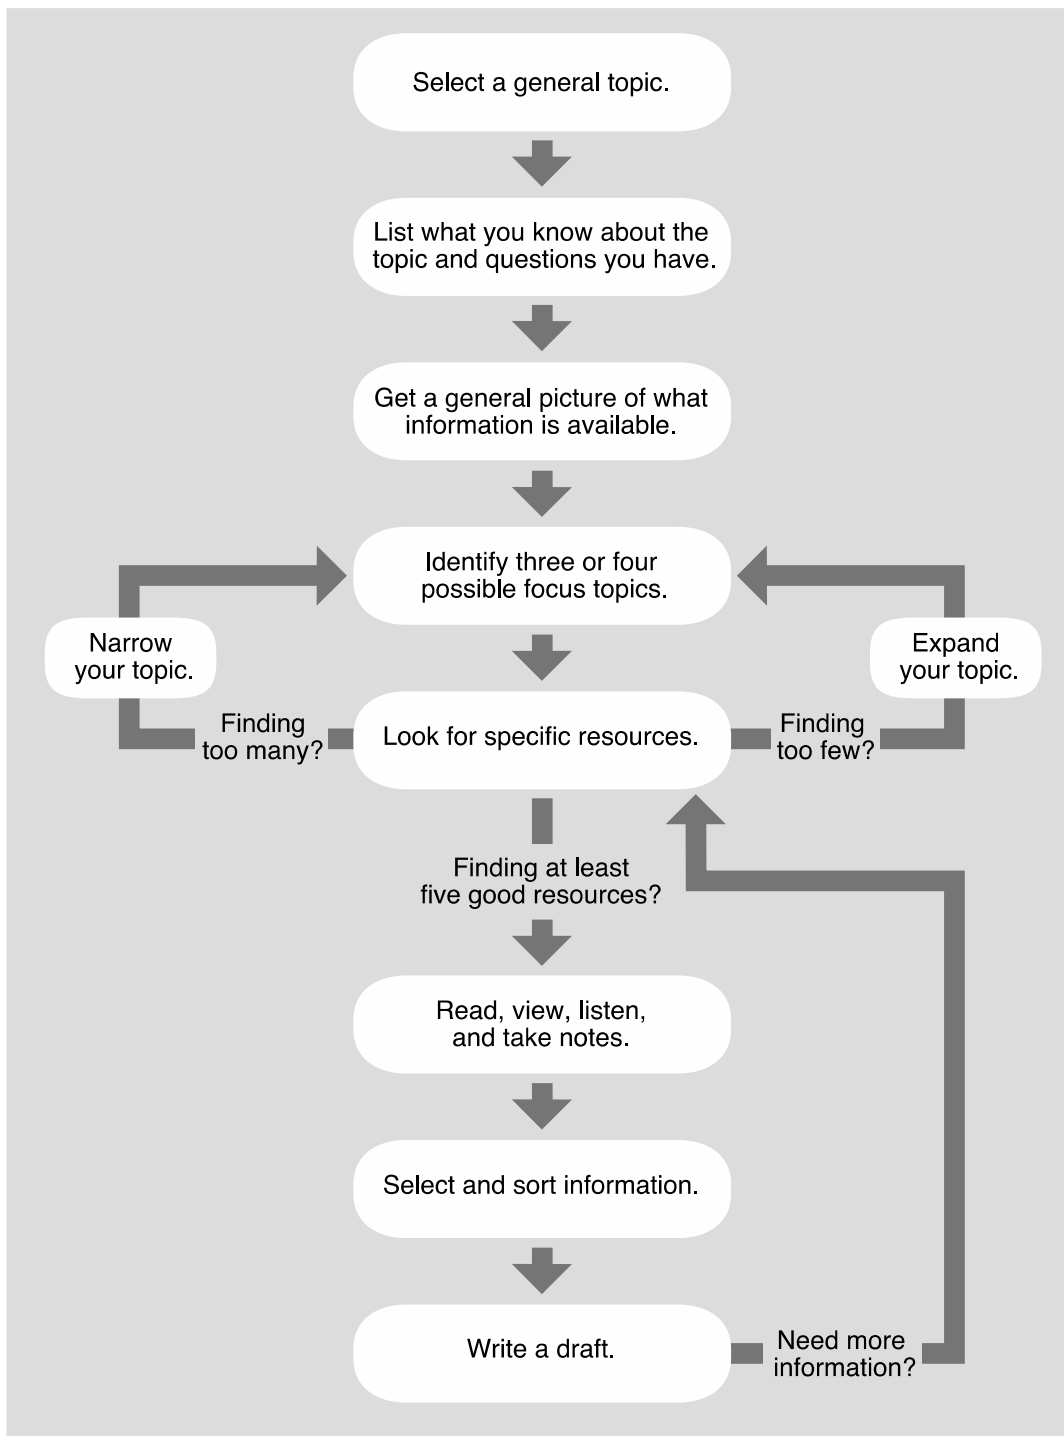 Select a general topic.
List what you know about the
topic and questions you have.
Get a general picture of what
information is available.
Identify three or four
possible focus topics.
Narrow
your topic.
Expand
your topic.
Finding
too many?
Look for specific resources.
Finding
too few?
Finding at least
five good resources?
Read, view, listen,
and take notes.
Select and sort information.
Write a draft.
Need more
information?